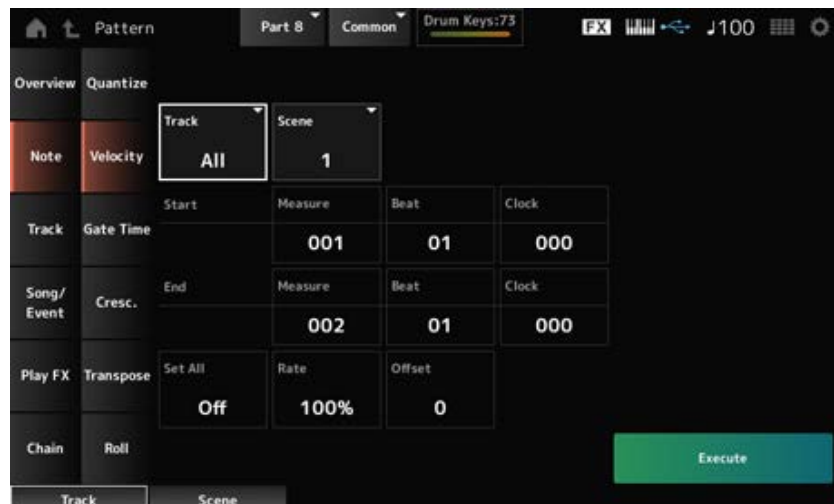 Pattern Part 8 Common Drum Keys:73 FX ♩100
Overview Quantize
Track Scene
Note Velocity All 1
Start Measure Beat Clock
Track Gate Time 001 01 000
End Measure Beat Clock
Song/
Event Cresc. 002 01 000
Play FX Transpose Set All Rate Offset
Off 100% 0
Chain Roll Execute
Track Scene